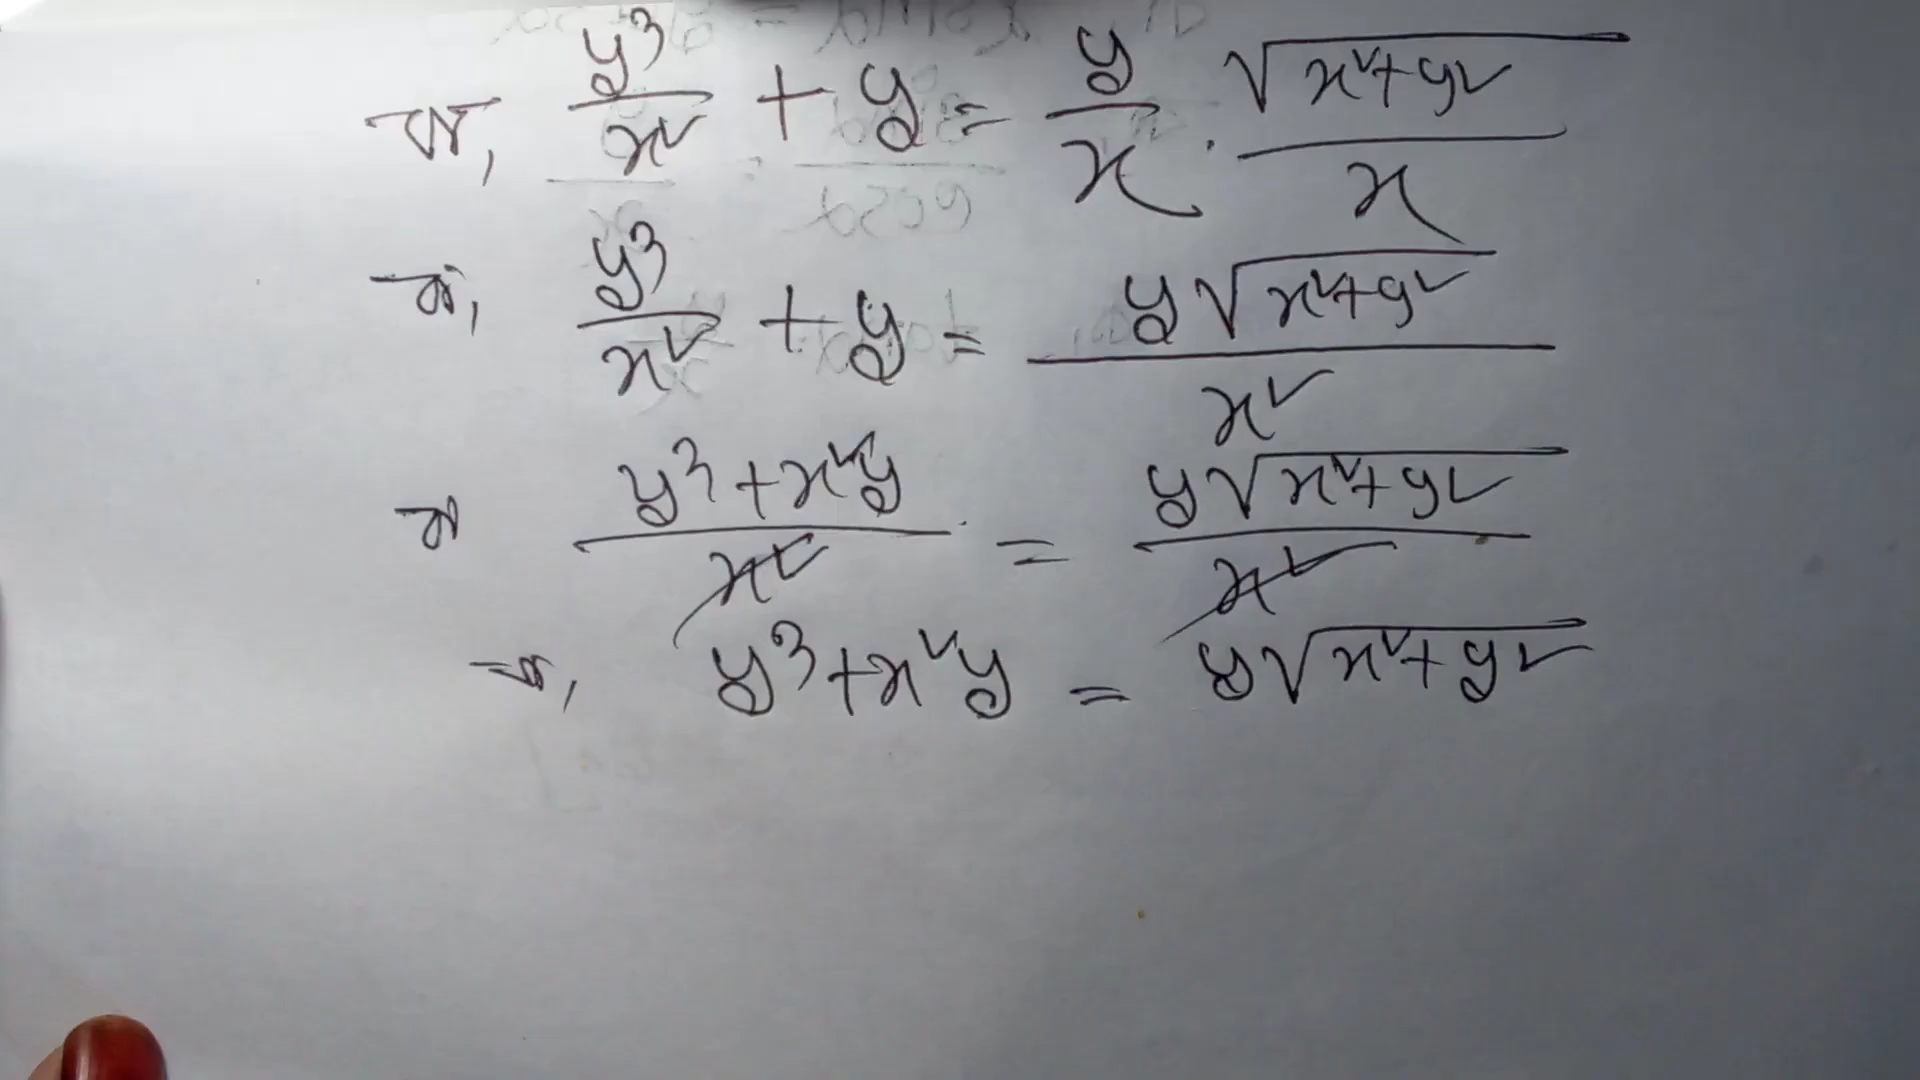 বা, y³/x² + y = y/x · √(x²+y²)/x
বা, y³/x² + y = y√(x²+y²)/x²
বা (y³+x²y)/x² = y√(x²+y²)/x²
বা, y³+x²y = y√(x²+y²)